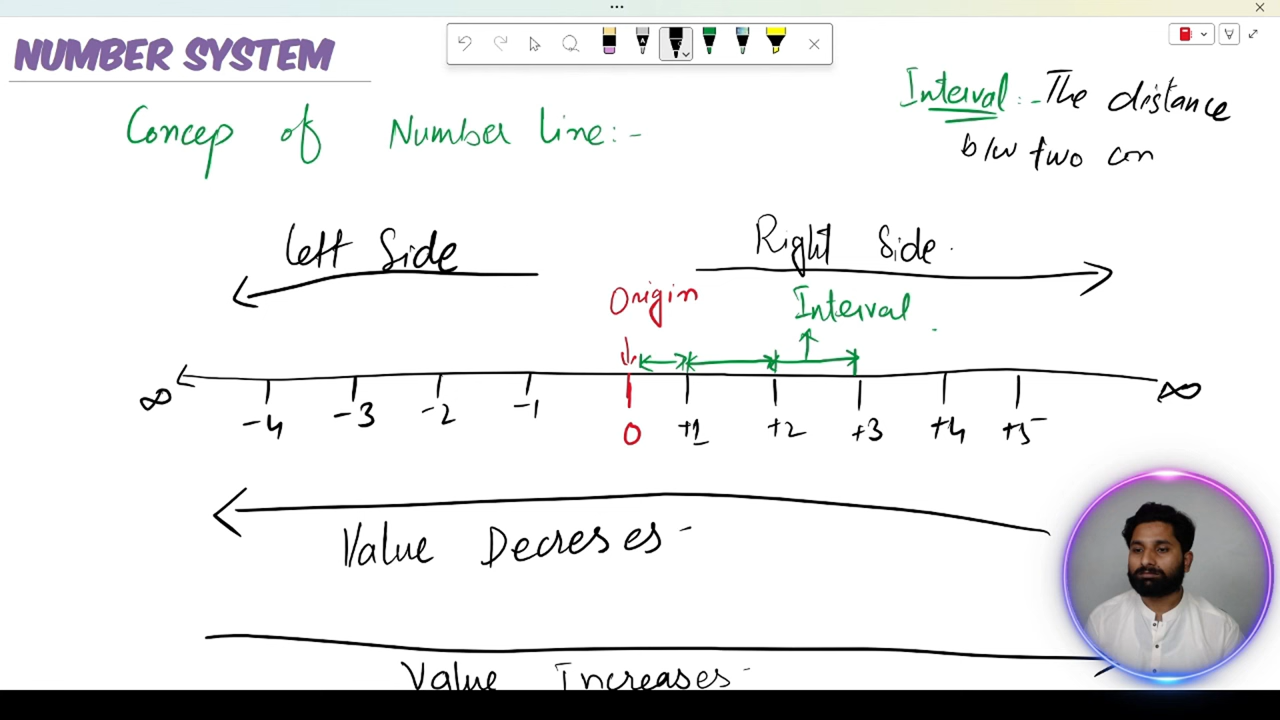 NUMBER SYSTEM
Concep of Number line:-
Interval:- The distance
b/w two con
Left Side
Right Side
Origin
Interval
∞ -4 -3 -2 -1 0 +1 +2 +3 +4 +5 ∞
Value Decreses
Value Increases